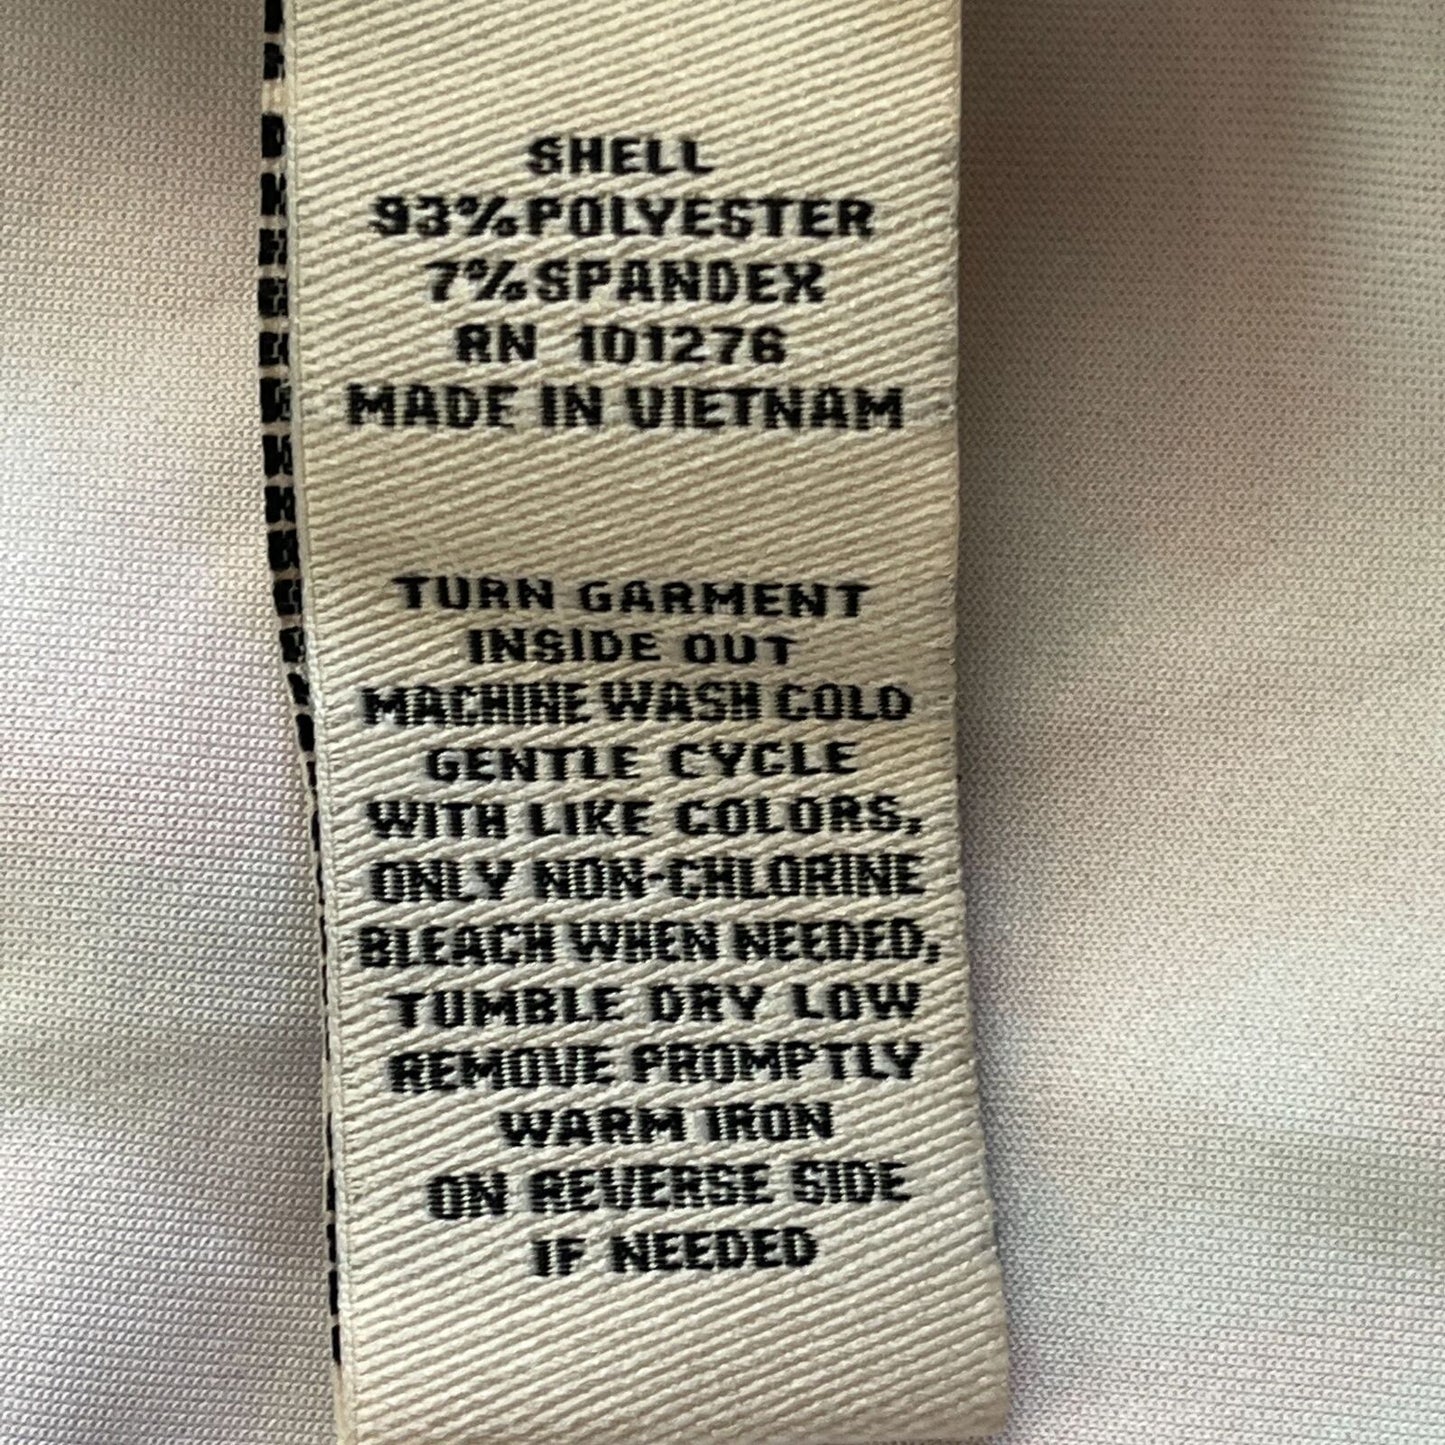 SHELL
93% POLYESTER
7% SPANDEX
RN 101276
MADE IN VIETNAM
TURN GARMENT
INSIDE OUT
MACHINE WASH COLD
GENTLE CYCLE
WITH LIKE COLORS,
ONLY NON-CHLORINE
BLEACH WHEN NEEDED,
TUMBLE DRY LOW
REMOVE PROMPTLY
WARM IRON
ON REVERSE SIDE
IF NEEDED